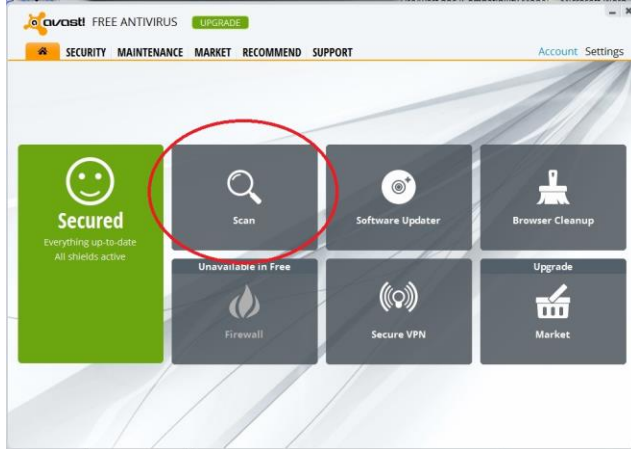 avast! FREE ANTIVIRUS UPGRADE
SECURITY MAINTENANCE MARKET RECOMMEND SUPPORT Account Settings
Secured
Everything up-to-date
All shields active
Scan
Software Updater
Browser Cleanup
Unavailable in Free
Firewall
Secure VPN
Upgrade
Market